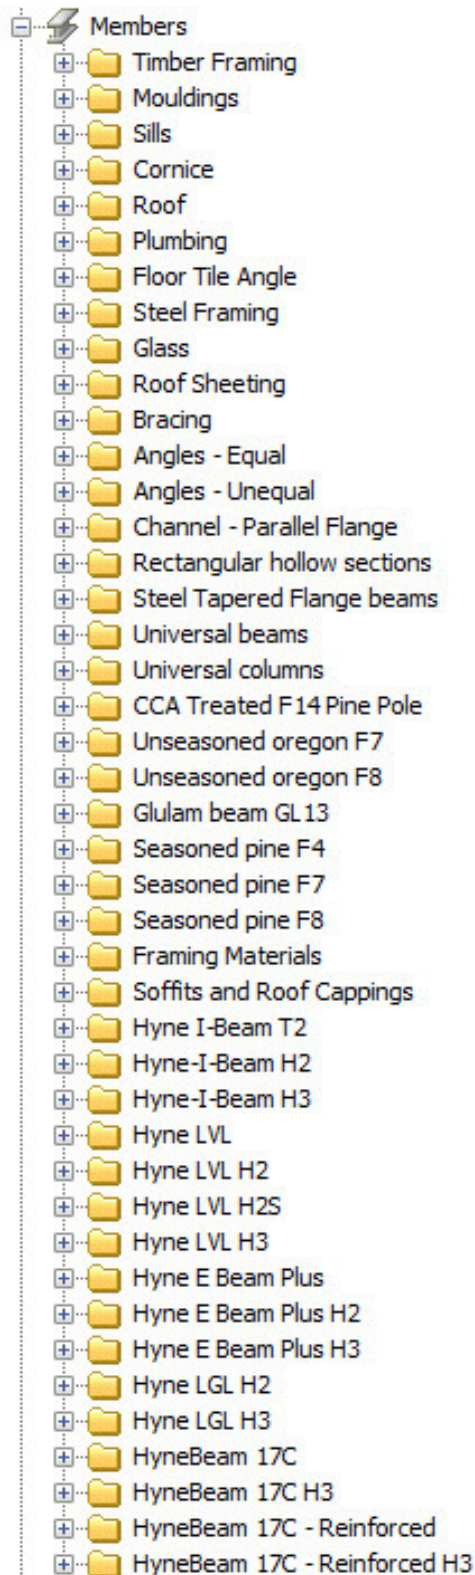 Members
Timber Framing
Mouldings
Sills
Cornice
Roof
Plumbing
Floor Tile Angle
Steel Framing
Glass
Roof Sheeting
Bracing
Angles - Equal
Angles - Unequal
Channel - Parallel Flange
Rectangular hollow sections
Steel Tapered Flange beams
Universal beams
Universal columns
CCA Treated F14 Pine Pole
Unseasoned oregon F7
Unseasoned oregon F8
Glulam beam GL13
Seasoned pine F4
Seasoned pine F7
Seasoned pine F8
Framing Materials
Soffits and Roof Cappings
Hyne I-Beam T2
Hyne-I-Beam H2
Hyne-I-Beam H3
Hyne LVL
Hyne LVL H2
Hyne LVL H2S
Hyne LVL H3
Hyne E Beam Plus
Hyne E Beam Plus H2
Hyne E Beam Plus H3
Hyne LGL H2
Hyne LGL H3
HyneBeam 17C
HyneBeam 17C H3
HyneBeam 17C - Reinforced
HyneBeam 17C - Reinforced H3